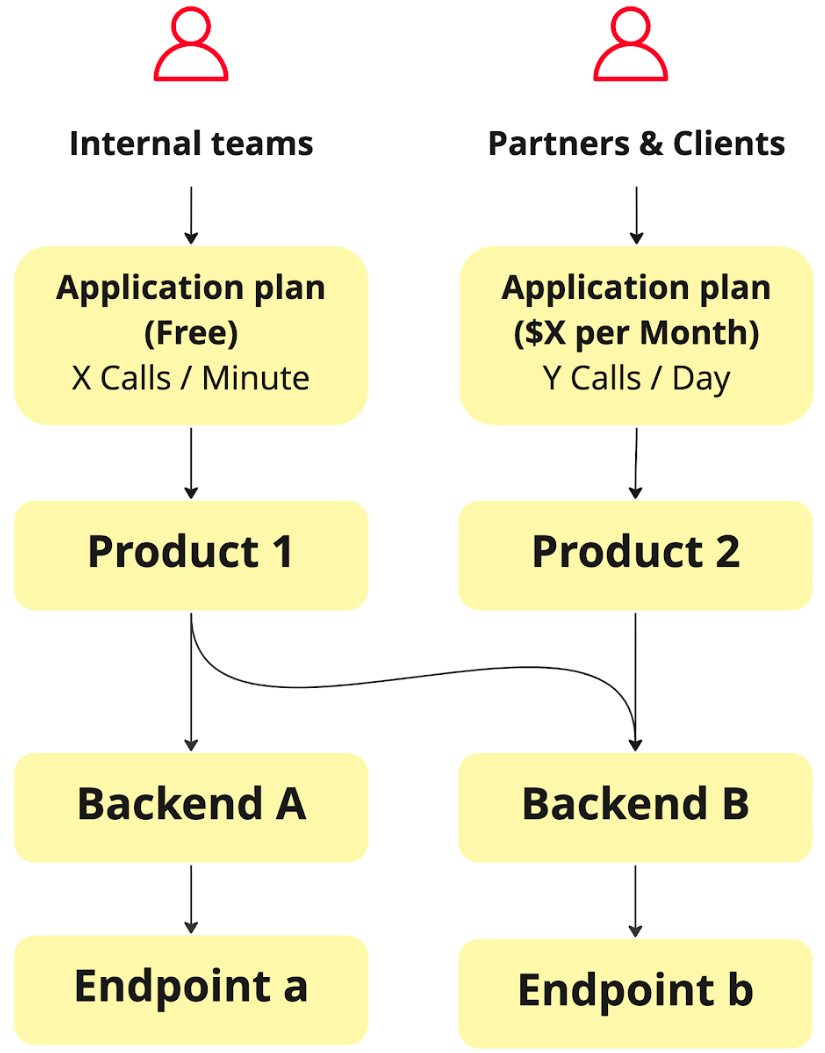 Internal teams
Partners & Clients
Application plan
(Free)
X Calls / Minute
Application plan
($X per Month)
Y Calls / Day
Product 1
Product 2
Backend A
Backend B
Endpoint a
Endpoint b